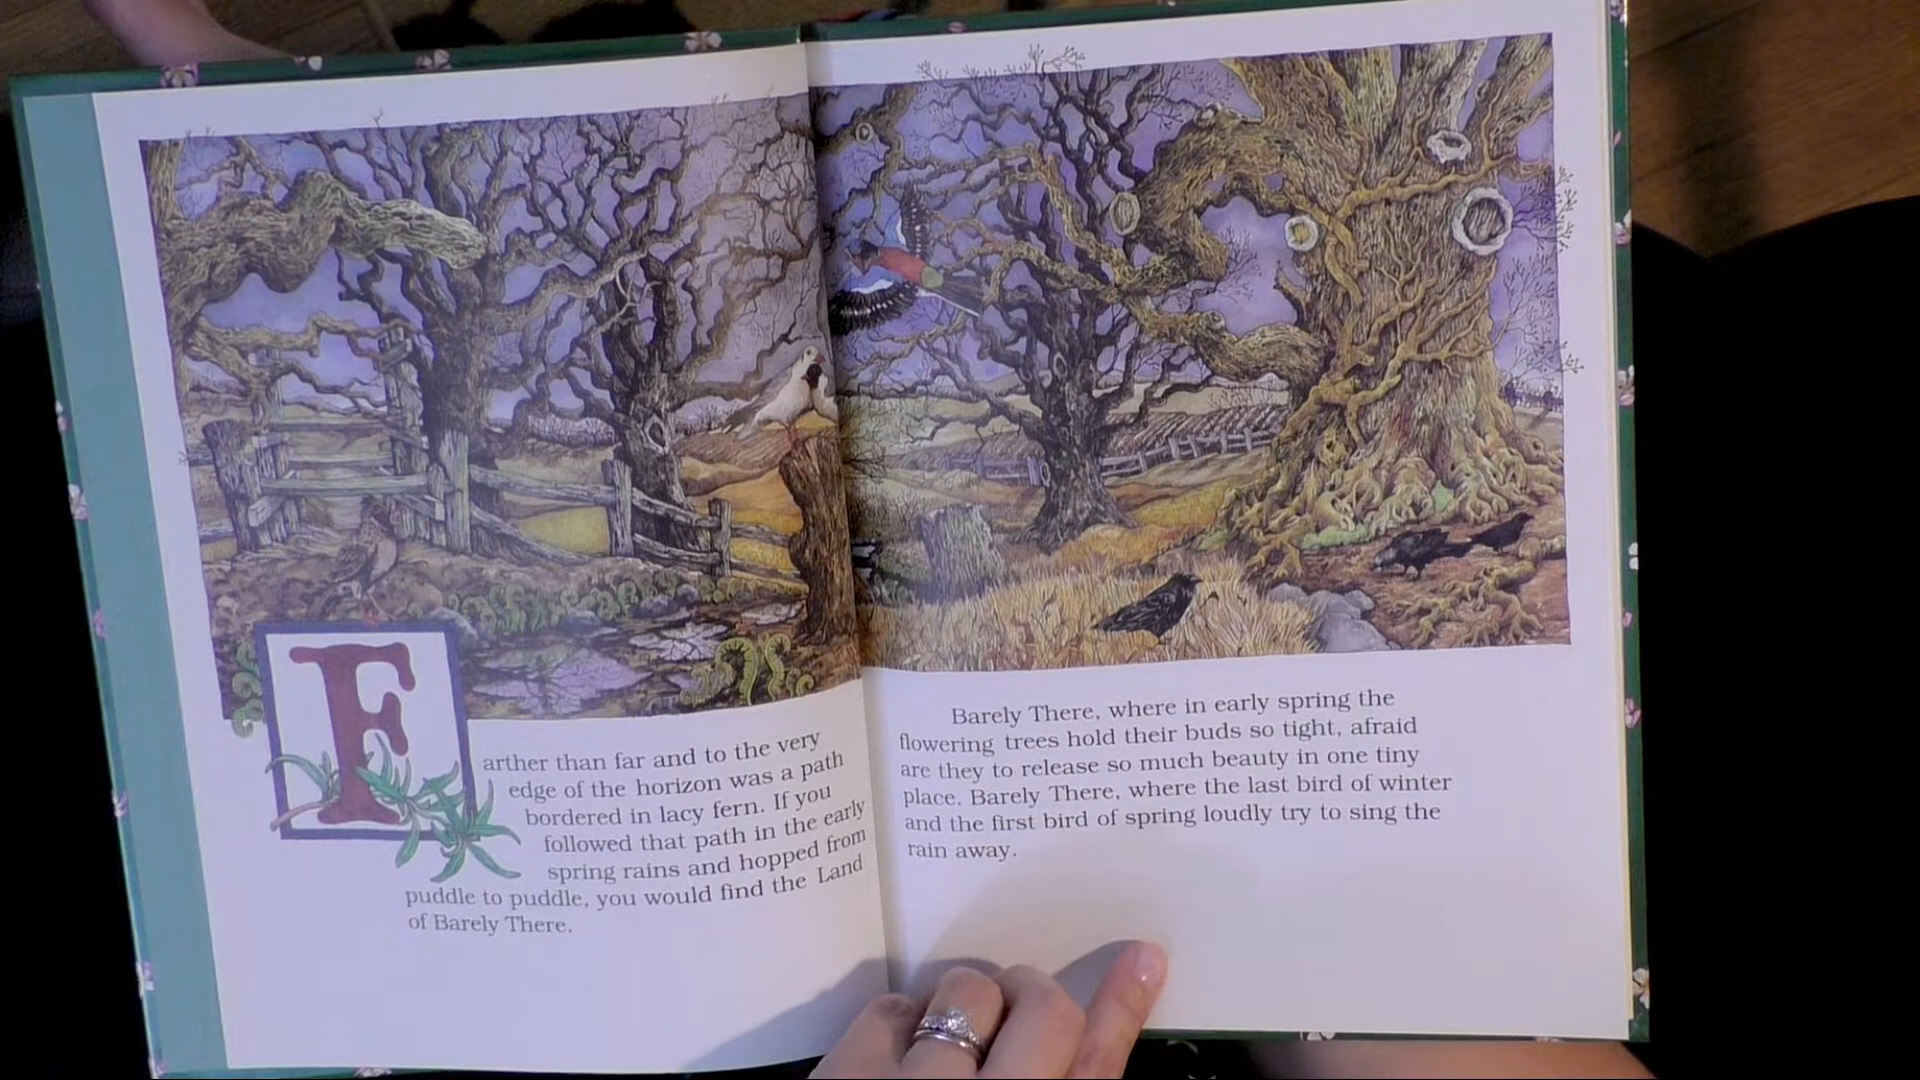 Farther than far and to the very
edge of the horizon was a path
bordered in lacy fern. If you
followed that path in the early
spring rains and hopped from
puddle to puddle, you would find the Land
of Barely There.
Barely There, where in early spring the
flowering trees hold their buds so tight, afraid
are they to release so much beauty in one tiny
place. Barely There, where the last bird of winter
and the first bird of spring loudly try to sing the
rain away.